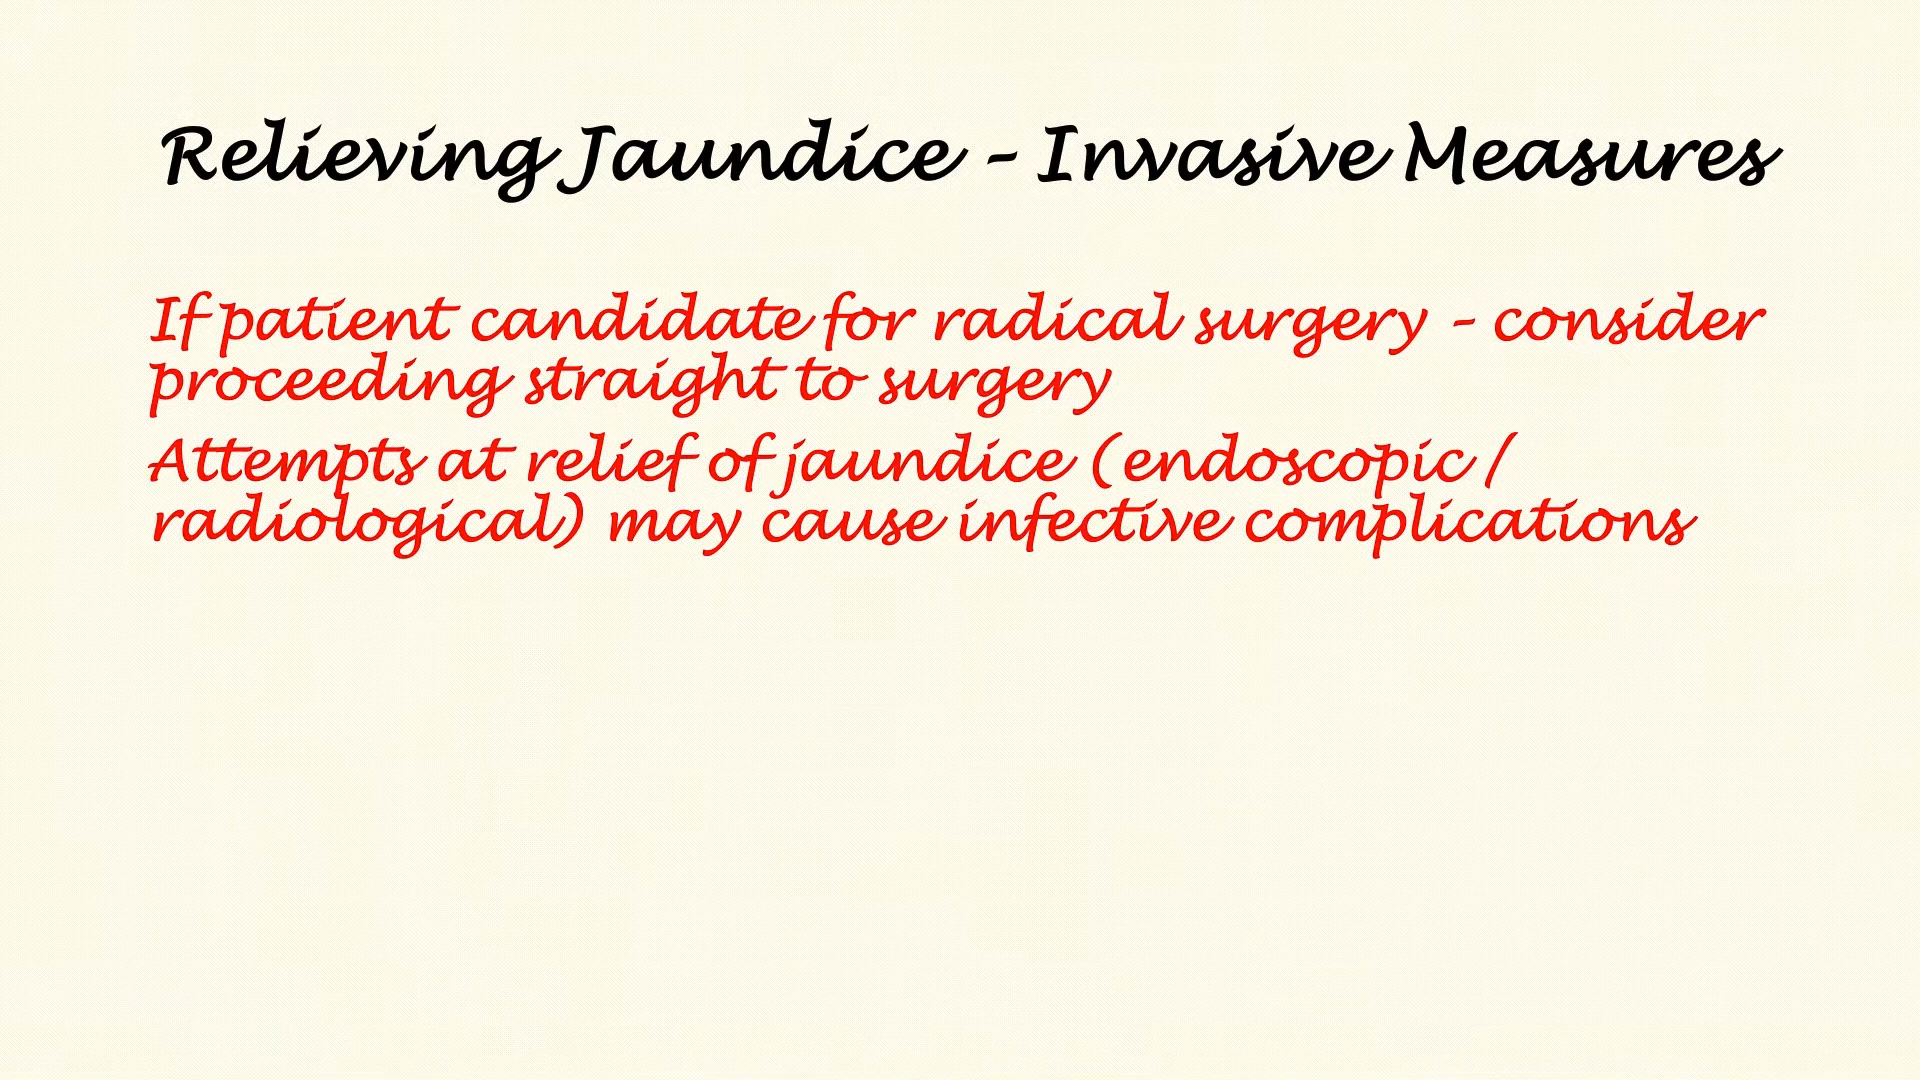 Relieving Jaundice – Invasive Measures
If patient candidate for radical surgery – consider
proceeding straight to surgery
Attempts at relief of jaundice (endoscopic /
radiological) may cause infective complications